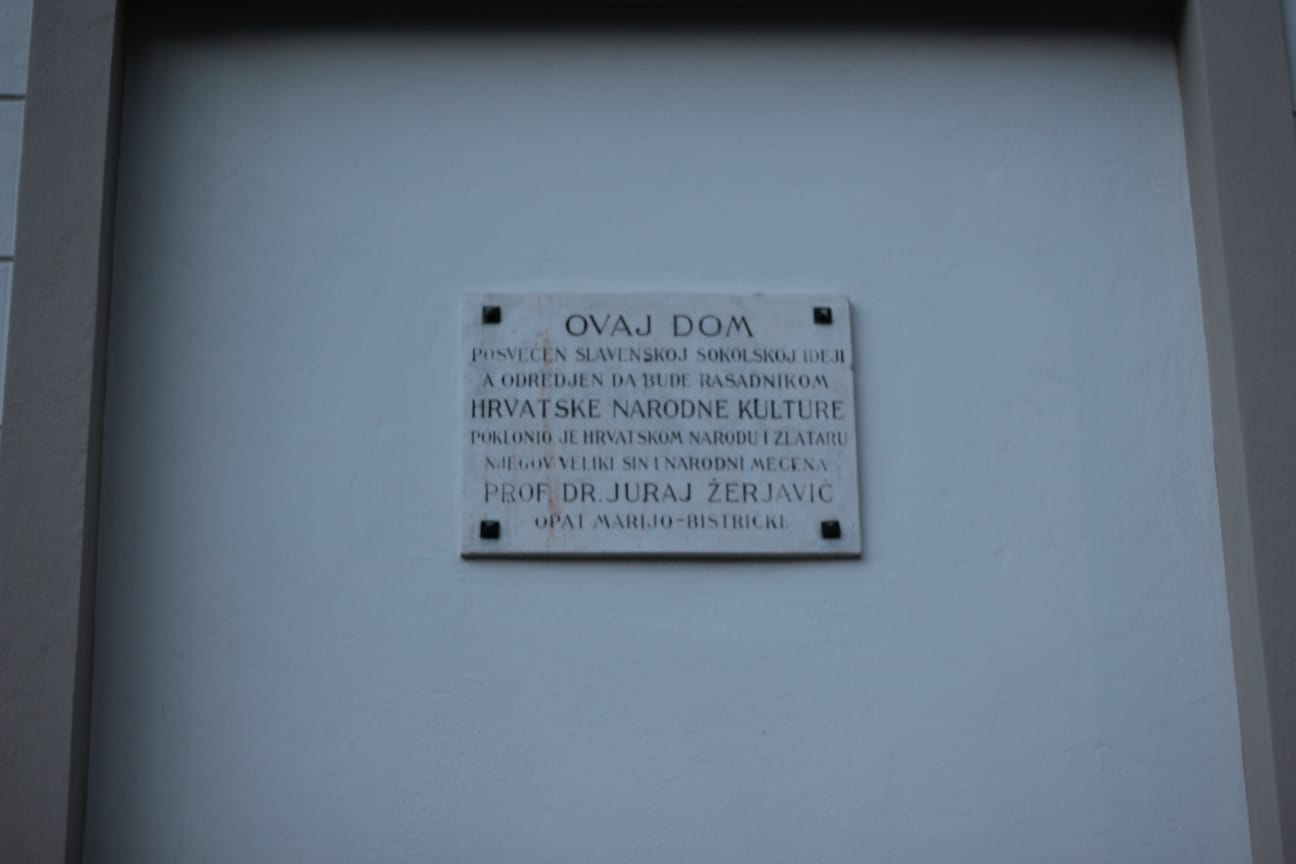 OVAJ DOM
POSVEĆEN SLAVENSKOJ SOKOLSKOJ IDEJI
A ODREDJEN DA BUDE RASADNIKOM
HRVATSKE NARODNE KULTURE
POKLONIO JE HRVATSKOM NARODU I ZLATARU
NJEGOV VELIKI SIN I NARODNI MECENA
PROF. DR. JURAJ ŽERJAVIĆ
OPAT MARIJO-BISTRIČKI.